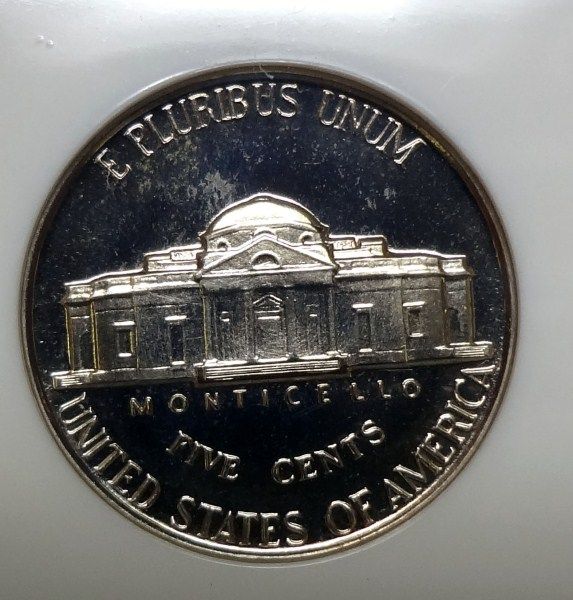 E PLURIBUS UNUM
MONTICELLO
FIVE CENTS
UNITED STATES OF AMERICA